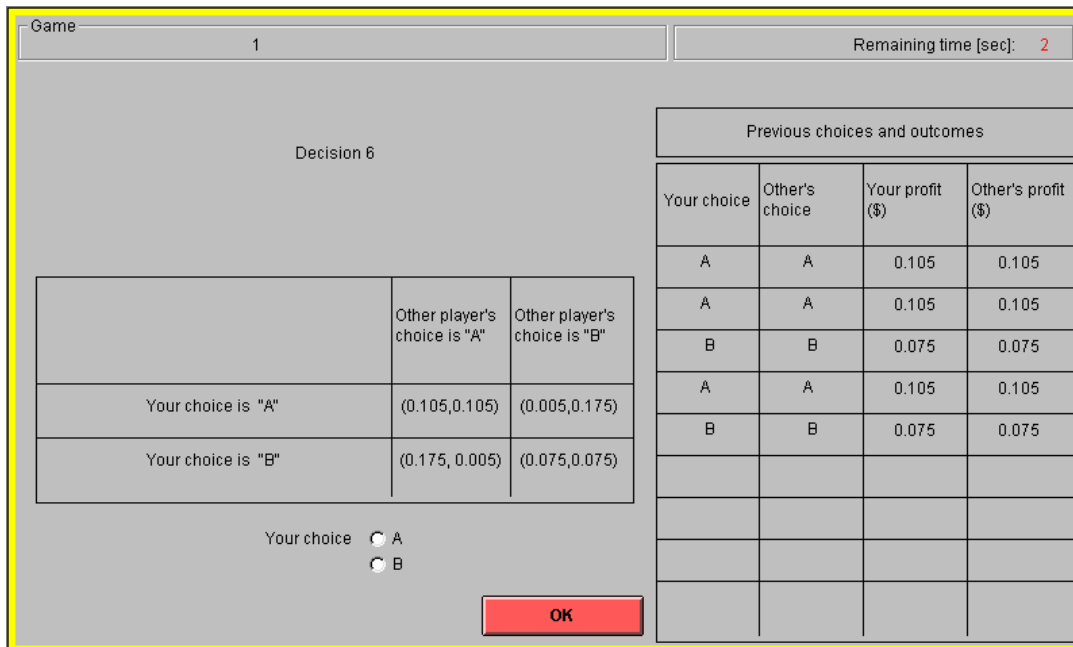 Game
1
Remaining time [sec]: 2
Decision 6
Other player's choice is "A"
Other player's choice is "B"
Your choice is "A"
(0.105,0.105)
(0.005,0.175)
Your choice is "B"
(0.175, 0.005)
(0.075,0.075)
Your choice
A
B
OK
Previous choices and outcomes
Your choice
Other's choice
Your profit ($)
Other's profit ($)
A A 0.105 0.105
A A 0.105 0.105
B B 0.075 0.075
A A 0.105 0.105
B B 0.075 0.075